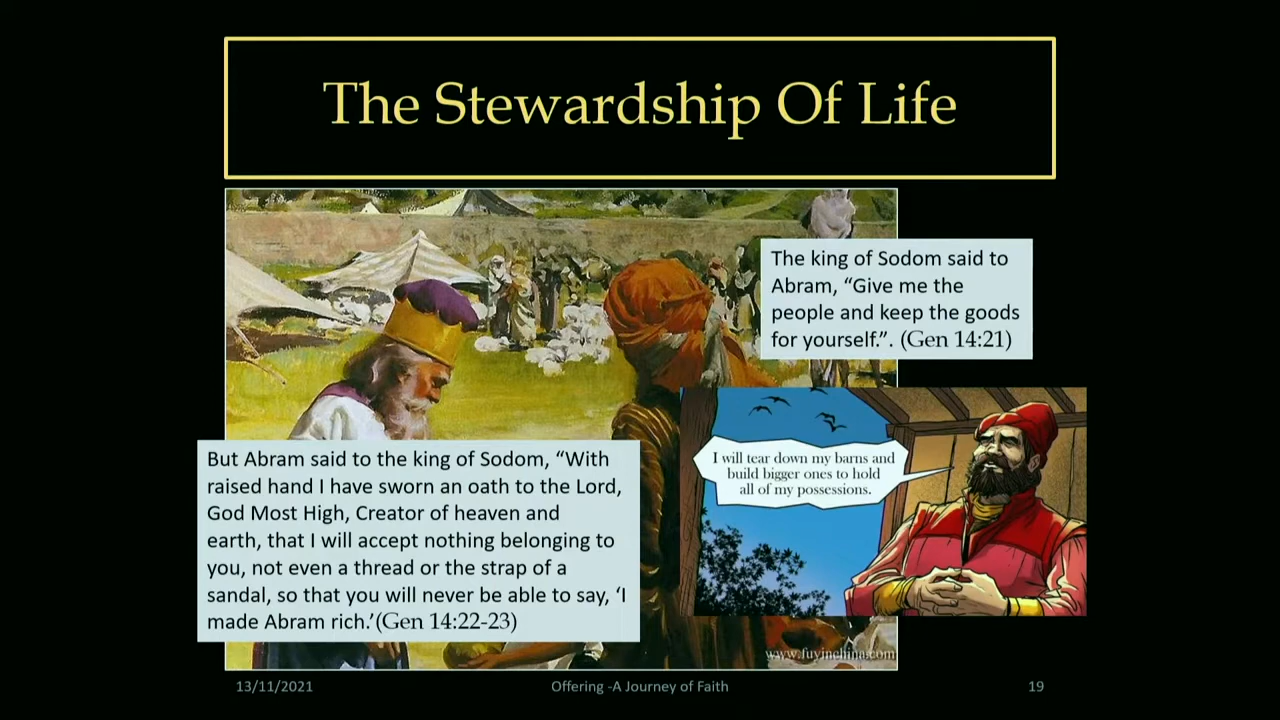 The Stewardship Of Life
The king of Sodom said to
Abram, “Give me the
people and keep the goods
for yourself.”. (Gen 14:21)
But Abram said to the king of Sodom, “With
raised hand I have sworn an oath to the Lord,
God Most High, Creator of heaven and
earth, that I will accept nothing belonging to
you, not even a thread or the strap of a
sandal, so that you will never be able to say, ‘I
made Abram rich.’(Gen 14:22-23)
I will tear down my barns and
build bigger ones to hold
all of my possessions.
www.fuyinchina.com
13/11/2021
Offering -A Journey of Faith
19